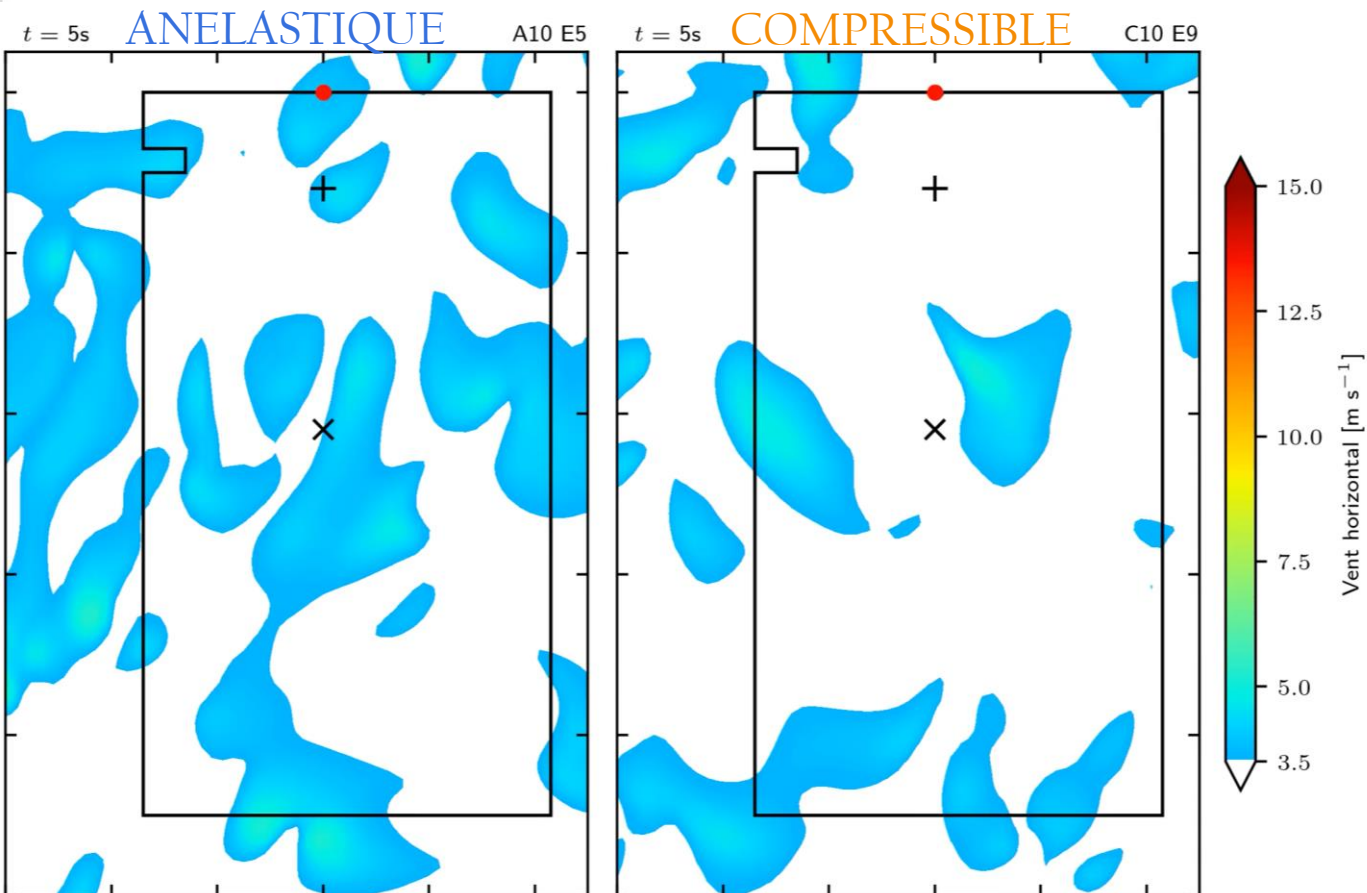 ANELASTIQUE
t = 5s
A10 E5
COMPRESSIBLE
t = 5s
C10 E9
15.0
12.5
10.0
7.5
5.0
3.5
Vent horizontal [m s⁻¹]